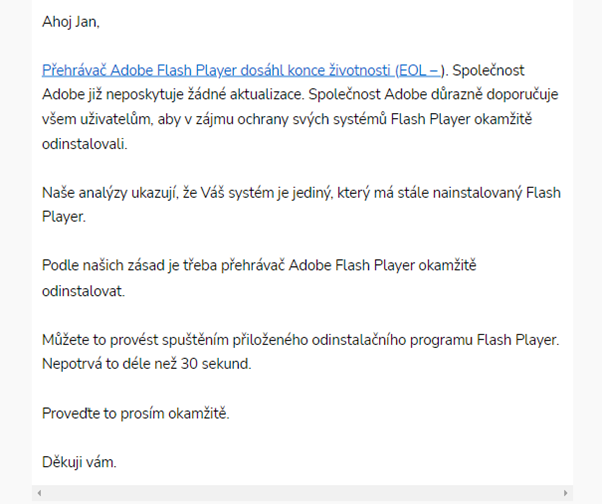 Ahoj Jan,
Přehrávač Adobe Flash Player dosáhl konce životnosti (EOL – ). Společnost
Adobe již neposkytuje žádné aktualizace. Společnost Adobe důrazně doporučuje
všem uživatelům, aby v zájmu ochrany svých systémů Flash Player okamžitě
odinstalovali.
Naše analýzy ukazují, že Váš systém je jediný, který má stále nainstalovaný Flash
Player.
Podle našich zásad je třeba přehrávač Adobe Flash Player okamžitě
odinstalovat.
Můžete to provést spuštěním přiloženého odinstalačního programu Flash Player.
Nepotrvá to déle než 30 sekund.
Proveďte to prosím okamžitě.
Děkuji vám.